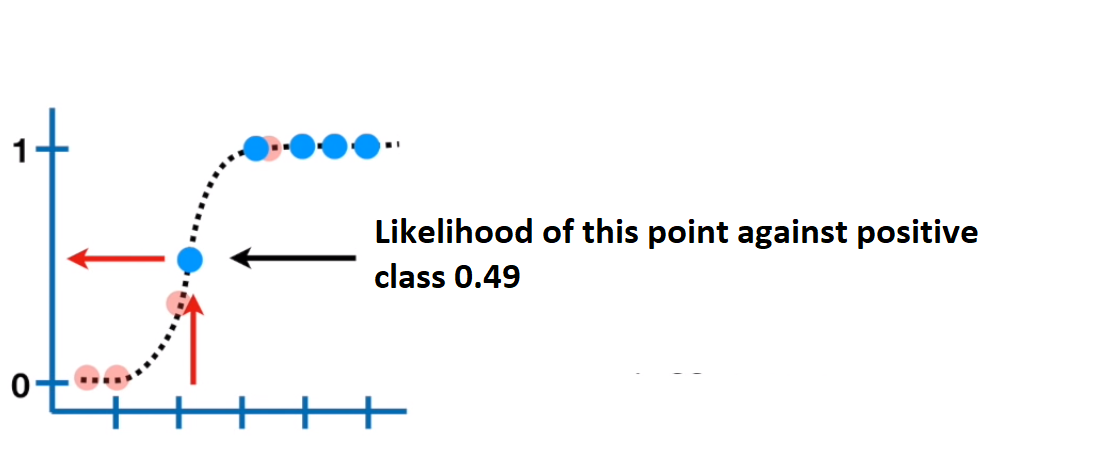 1
Likelihood of this point against positive
class 0.49
0